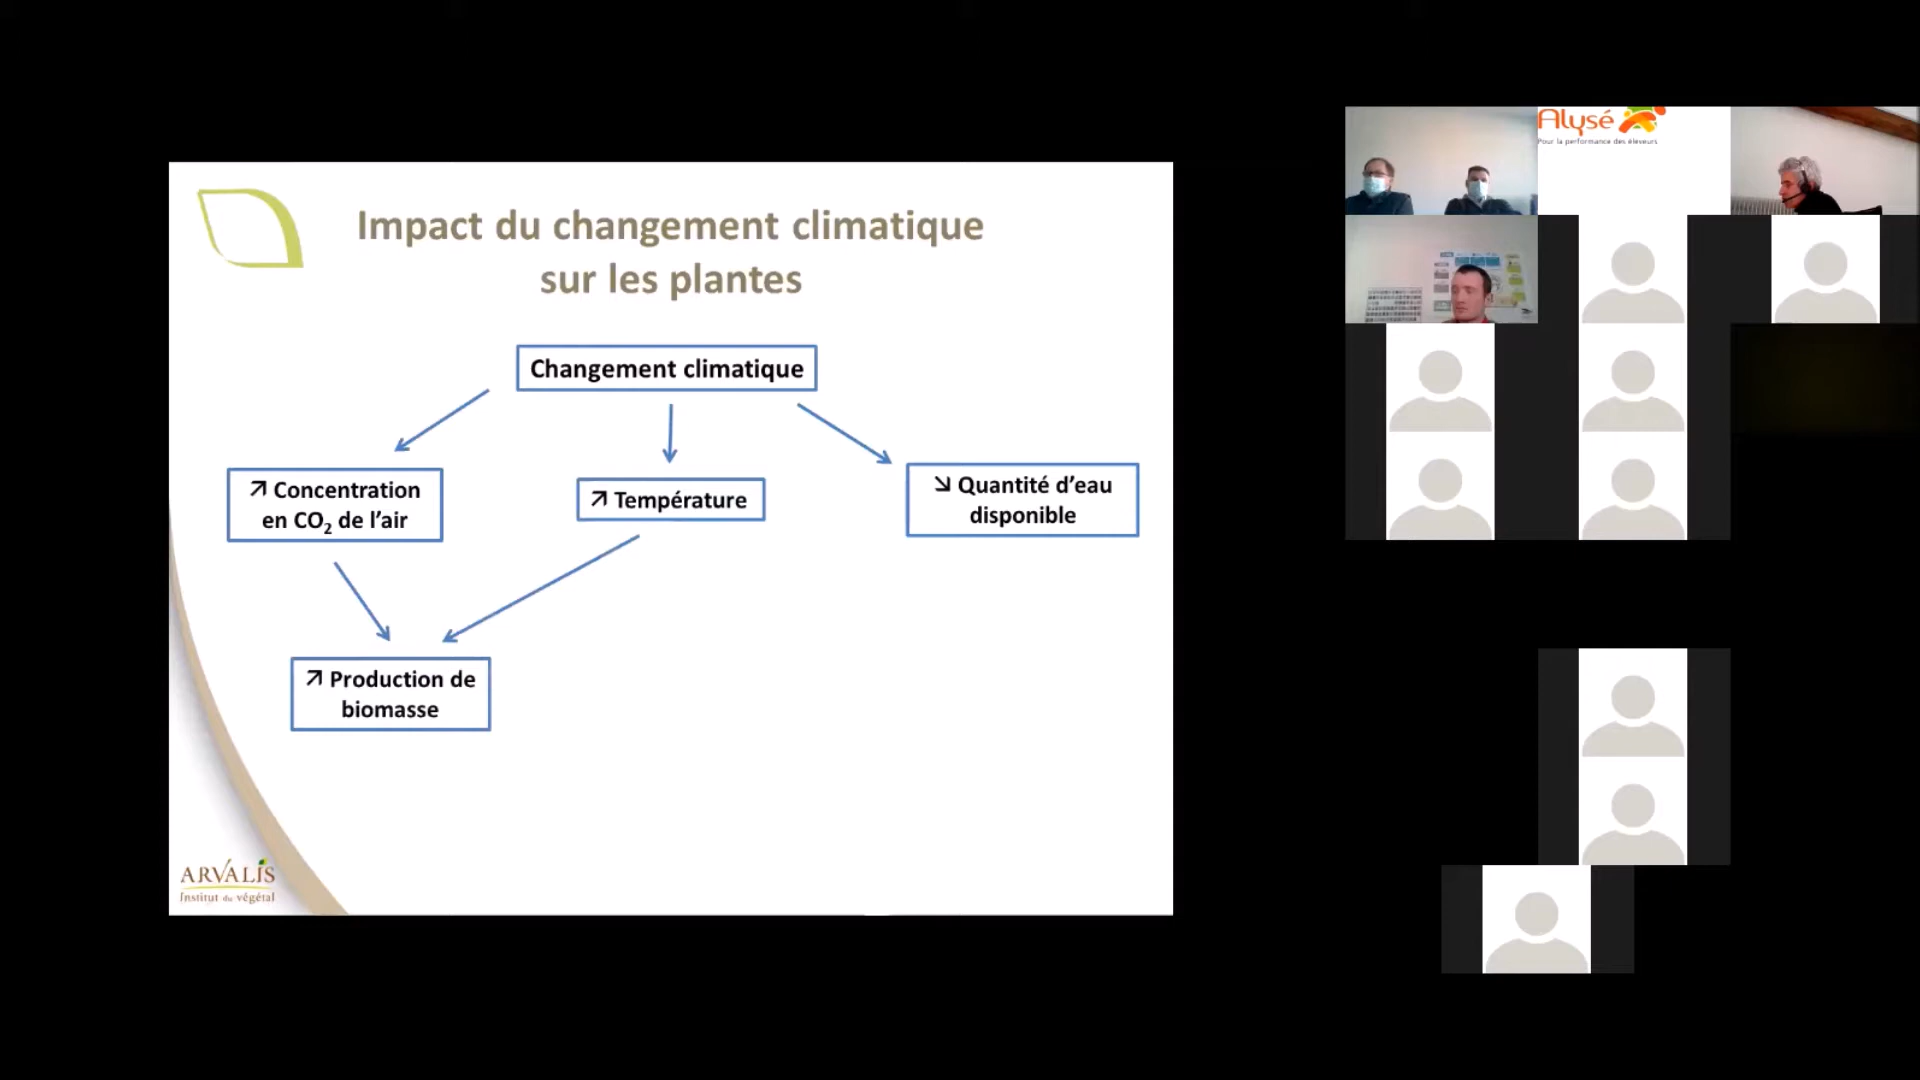 Impact du changement climatique
sur les plantes
Changement climatique
↗ Concentration
en CO₂ de l’air
↗ Température
↘ Quantité d’eau
disponible
↗ Production de
biomasse
ARVALIS
Institut du végétal
Alysé
Pour la performance des éleveurs